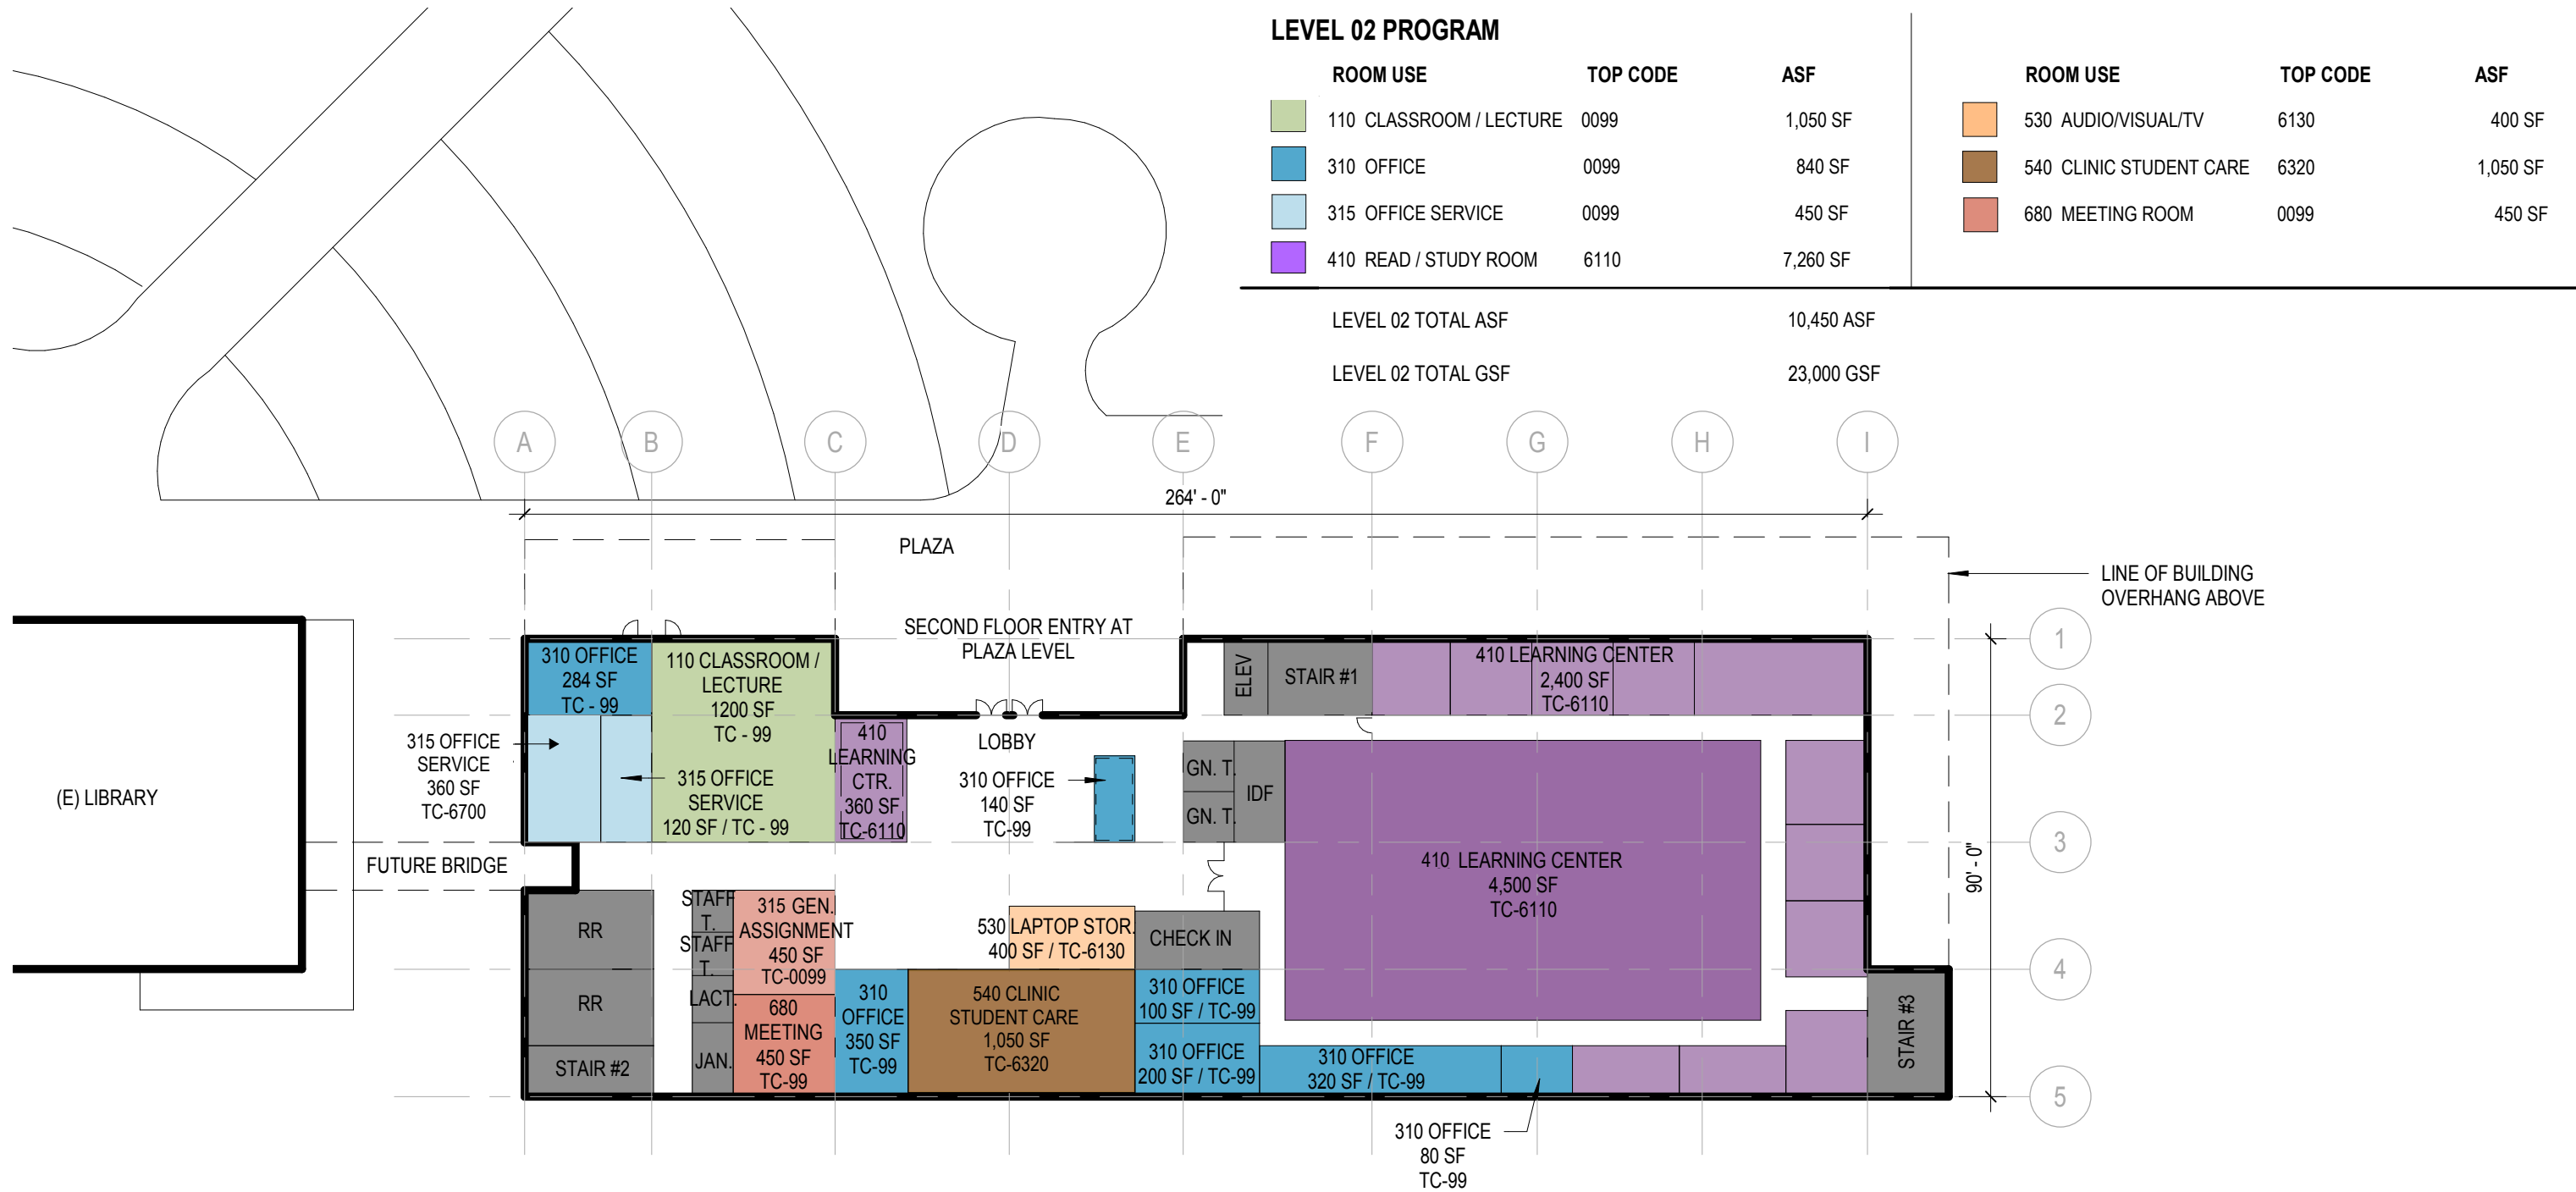 LEVEL 02 PROGRAM
ROOM USE TOP CODE ASF
110 CLASSROOM / LECTURE 0099 1,050 SF
310 OFFICE 0099 840 SF
315 OFFICE SERVICE 0099 450 SF
410 READ / STUDY ROOM 6110 7,260 SF
ROOM USE TOP CODE ASF
530 AUDIO/VISUAL/TV 6130 400 SF
540 CLINIC STUDENT CARE 6320 1,050 SF
680 MEETING ROOM 0099 450 SF
LEVEL 02 TOTAL ASF 10,450 ASF
LEVEL 02 TOTAL GSF 23,000 GSF
A B C D E F G H I
264' - 0"
PLAZA
LINE OF BUILDING
OVERHANG ABOVE
SECOND FLOOR ENTRY AT
PLAZA LEVEL
1
2
3
4
5
90' - 0"
310 OFFICE
284 SF
TC - 99
110 CLASSROOM /
LECTURE
1200 SF
TC - 99
315 OFFICE
SERVICE
360 SF
TC-6700
315 OFFICE
SERVICE
120 SF / TC - 99
410
LEARNING
CTR.
360 SF
TC-6110
LOBBY
310 OFFICE
140 SF
TC-99
ELEV
STAIR #1
410 LEARNING CENTER
2,400 SF
TC-6110
GN. T.
GN. T.
IDF
410 LEARNING CENTER
4,500 SF
TC-6110
(E) LIBRARY
FUTURE BRIDGE
RR
RR
STAIR #2
STAFF
T.
STAFF
T.
LACT.
JAN.
315 GEN.
ASSIGNMENT
450 SF
TC-0099
680
MEETING
450 SF
TC-99
310
OFFICE
350 SF
TC-99
530 LAPTOP STOR.
400 SF / TC-6130
CHECK IN
540 CLINIC
STUDENT CARE
1,050 SF
TC-6320
310 OFFICE
100 SF / TC-99
310 OFFICE
200 SF / TC-99
310 OFFICE
320 SF / TC-99
310 OFFICE
80 SF
TC-99
STAIR #3